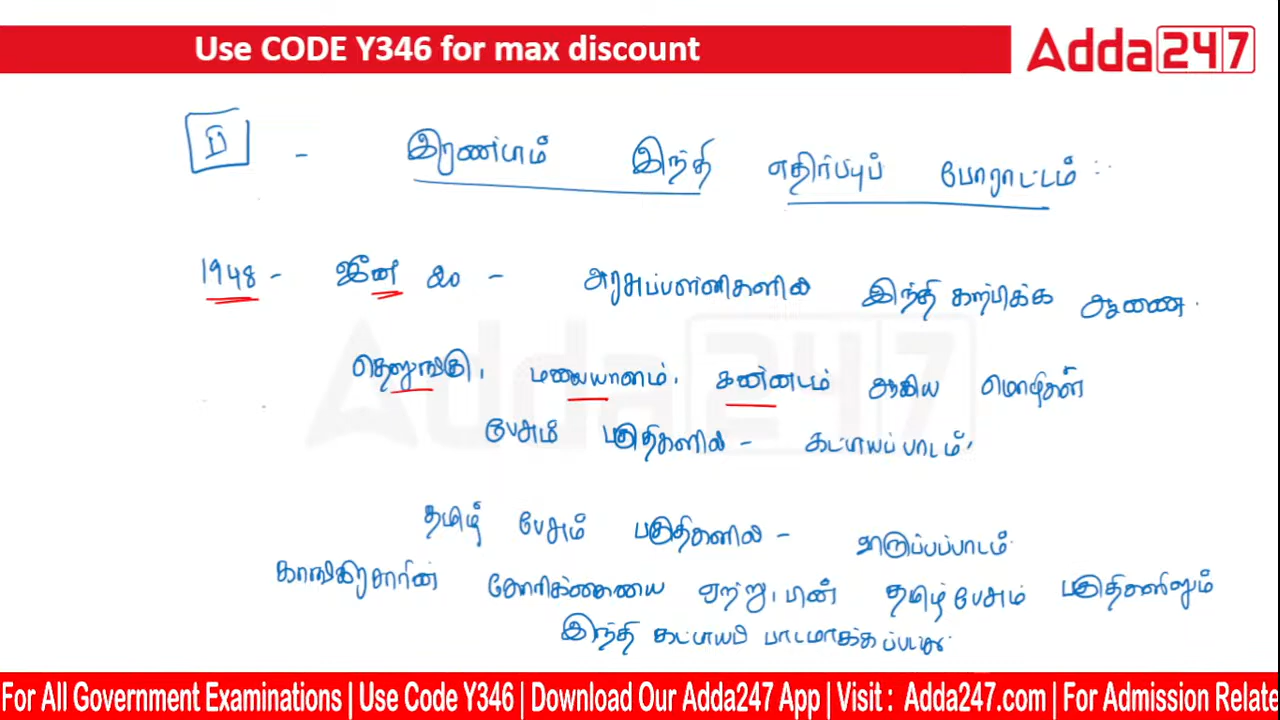 Use CODE Y346 for max discount
Adda247
II - இரண்டாம் இந்தி எதிர்ப்புப் போராட்டம் :
1948 - ஜீன் 20 - அரசுப்பள்ளிகளில் இந்தி கற்பிக்க ஆணை.
தெலுங்கு, மலையாளம், கன்னடம் ஆகிய மொழிகள்
பேசும் பகுதிகளில் - கட்டாயப்பாடம்,
தமிழ் பேசும் பகுதிகளில் - விருப்பப்பாடம்
காங்கிரசாரின் கோரிக்கையை ஏற்று, பின் தமிழ் பேசும் பகுதிகளிலும்
இந்தி கட்டாயப் பாடமாக்கப்பட்டது.
For All Government Examinations | Use Code Y346 | Download Our Adda247 App | Visit : Adda247.com | For Admission Relate